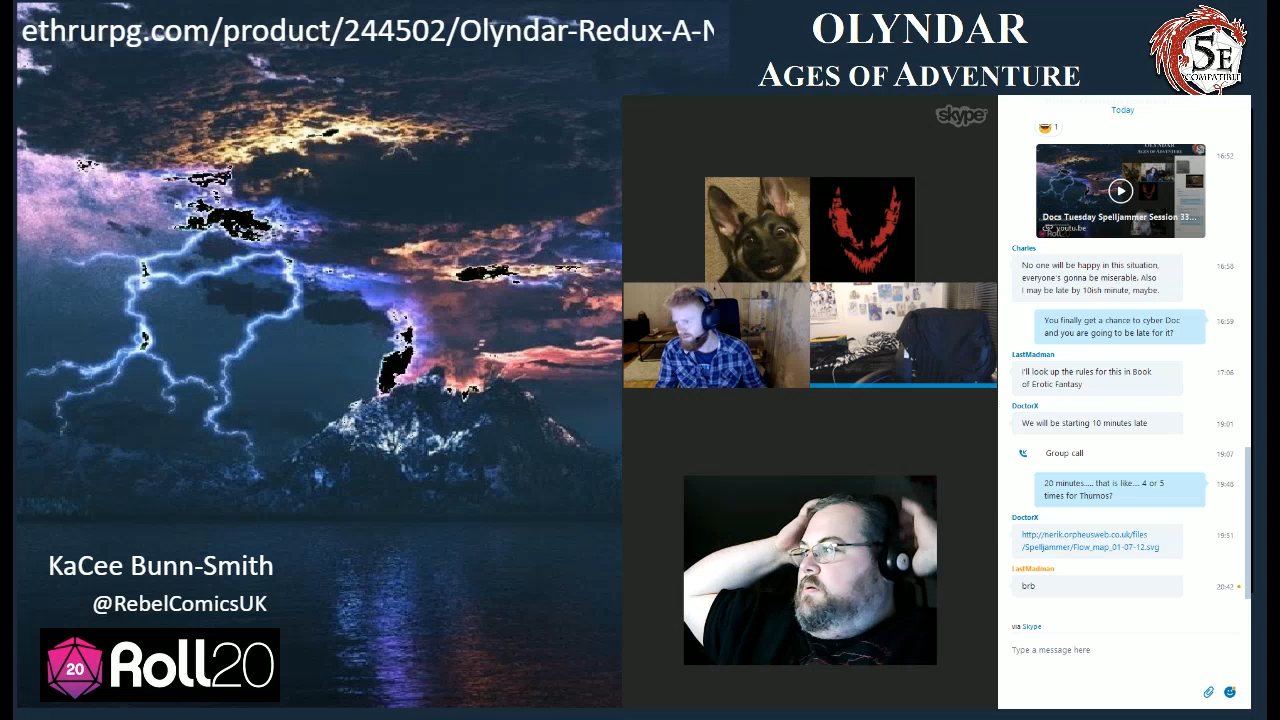 ethrurpg.com/product/244502/Olyndar-Redux-A-N
OLYNDAR
AGES OF ADVENTURE
5E
COMPATIBLE
skype
Today
1
16:52
Docs Tuesday Spelljammer Session 33...
youtu.be
Charles
No one will be happy in this situation,
everyone's gonna be miserable. Also
I may be late by 10ish minute, maybe.
16:58
You finally get a chance to cyber Doc
and you are going to be late for it?
16:59
LastMadman
I'll look up the rules for this in Book
of Erotic Fantasy
17:06
DoctorX
We will be starting 10 minutes late
19:01
Group call
19:07
20 minutes..... that is like.... 4 or 5
times for Thurnos?
19:46
DoctorX
http://nerik.orpheusweb.co.uk/files
/Spelljammer/Flow_map_01-07-12.svg
19:51
LastMadman
brb
20:42
via Skype
Type a message here
KaCee Bunn-Smith
@RebelComicsUK
20
Roll20